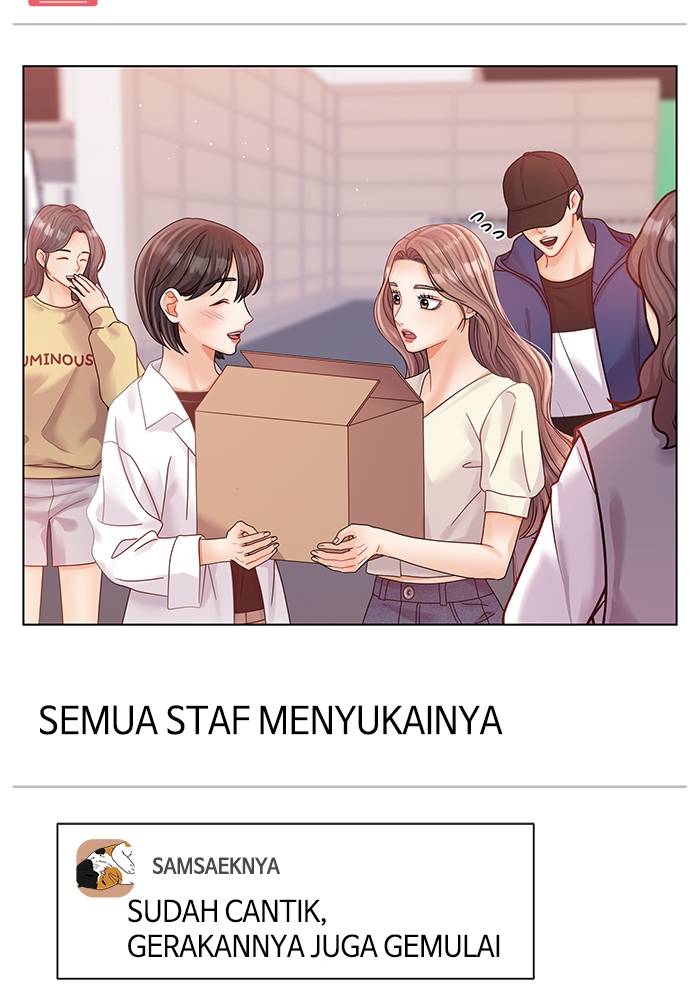 UMINOUS
SEMUA STAF MENYUKAINYA
SAMSAEKNYA
SUDAH CANTIK,
GERAKANNYA JUGA GEMULAI